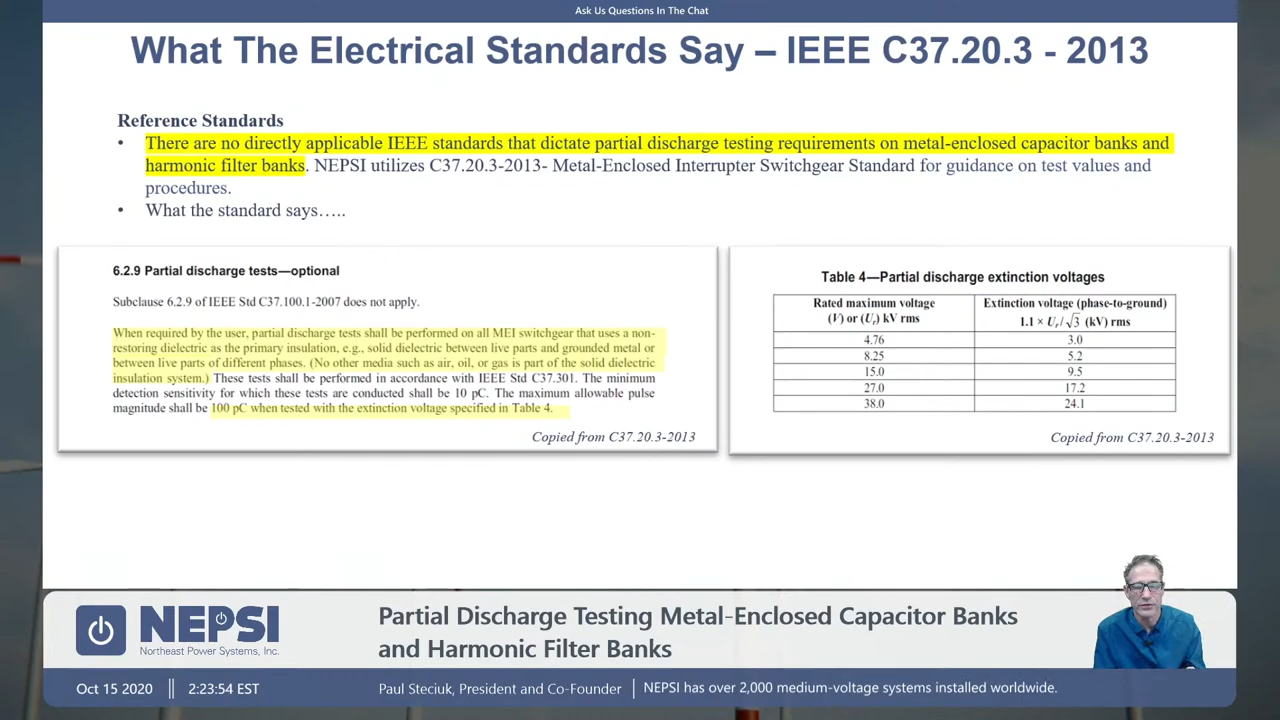 Ask Us Questions In The Chat
What The Electrical Standards Say – IEEE C37.20.3 - 2013
Reference Standards
• There are no directly applicable IEEE standards that dictate partial discharge testing requirements on metal-enclosed capacitor banks and
harmonic filter banks. NEPSI utilizes C37.20.3-2013- Metal-Enclosed Interrupter Switchgear Standard for guidance on test values and
procedures.
• What the standard says…..
6.2.9 Partial discharge tests—optional
Subclause 6.2.9 of IEEE Std C37.100.1-2007 does not apply.
When required by the user, partial discharge tests shall be performed on all MEI switchgear that uses a non-
restoring dielectric as the primary insulation, e.g., solid dielectric between live parts and grounded metal or
between live parts of different phases. (No other media such as air, oil, or gas is part of the solid dielectric
insulation system.) These tests shall be performed in accordance with IEEE Std C37.301. The minimum
detection sensitivity for which these tests are conducted shall be 10 pC. The maximum allowable pulse
magnitude shall be 100 pC when tested with the extinction voltage specified in Table 4.
Copied from C37.20.3-2013
Table 4—Partial discharge extinction voltages
Rated maximum voltage Extinction voltage (phase-to-ground)
(V) or (Ur) kV rms 1.1 × Ur/√3 (kV) rms
4.76 3.0
8.25 5.2
15.0 9.5
27.0 17.2
38.0 24.1
Copied from C37.20.3-2013
NEPSI
Northeast Power Systems, Inc.
Partial Discharge Testing Metal-Enclosed Capacitor Banks
and Harmonic Filter Banks
Oct 15 2020 2:23:54 EST Paul Steciuk, President and Co-Founder NEPSI has over 2,000 medium-voltage systems installed worldwide.